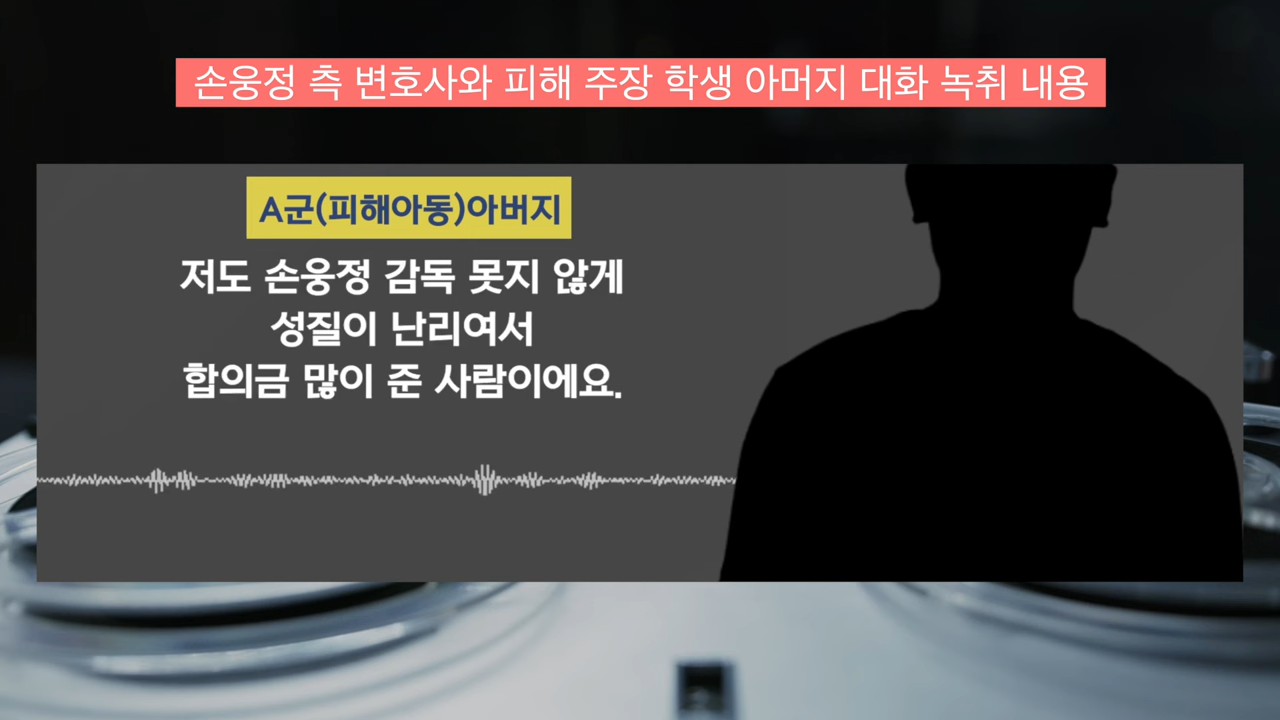 손웅정 측 변호사와 피해 주장 학생 아머지 대화 녹취 내용
A군(피해아동)아버지
저도 손웅정 감독 못지 않게
성질이 난리여서
합의금 많이 준 사람이에요.